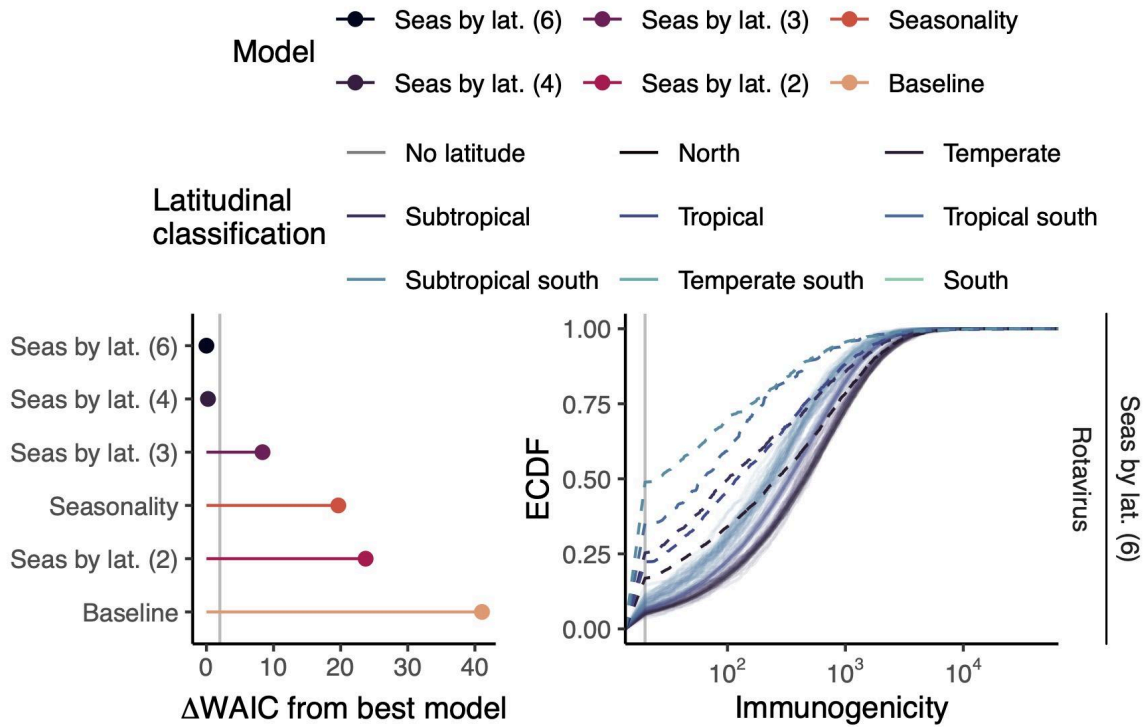 Model
Seas by lat. (6)
Seas by lat. (3)
Seasonality
Seas by lat. (4)
Seas by lat. (2)
Baseline
Latitudinal
classification
No latitude
North
Temperate
Subtropical
Tropical
Tropical south
Subtropical south
Temperate south
South
Seas by lat. (6)
Seas by lat. (4)
Seas by lat. (3)
Seasonality
Seas by lat. (2)
Baseline
0 10 20 30 40
ΔWAIC from best model
ECDF
1.00
0.75
0.50
0.25
0.00
10² 10³ 10⁴
Immunogenicity
Rotavirus
Seas by lat. (6)